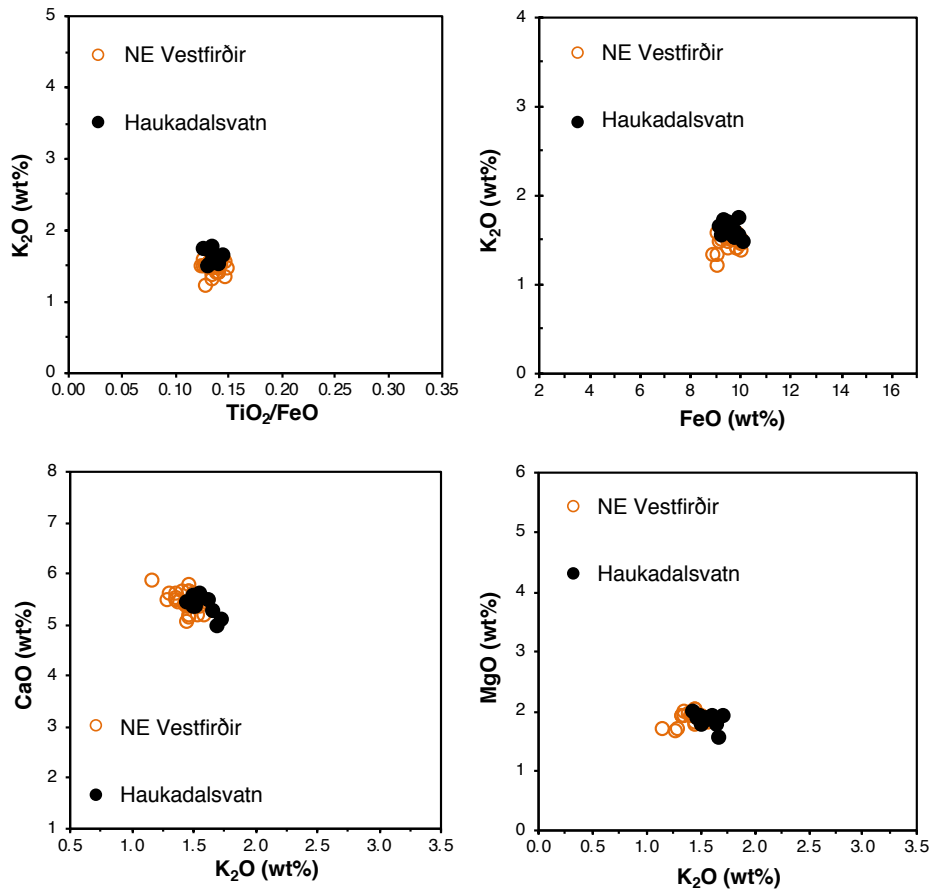 5
4
3
2
1
0
K₂O (wt%)
NE Vestfirðir
Haukadalsvatn
0.00 0.05 0.10 0.15 0.20 0.25 0.30 0.35
TiO₂/FeO
4
3
2
1
0
K₂O (wt%)
NE Vestfirðir
Haukadalsvatn
2 4 6 8 10 12 14 16
FeO (wt%)
8
7
6
5
4
3
2
1
0
CaO (wt%)
NE Vestfirðir
Haukadalsvatn
0.5 1.0 1.5 2.0 2.5 3.0 3.5
K₂O (wt%)
6
5
4
3
2
1
0
MgO (wt%)
NE Vestfirðir
Haukadalsvatn
0.0 0.5 1.0 1.5 2.0 2.5 3.0 3.5
K₂O (wt%)